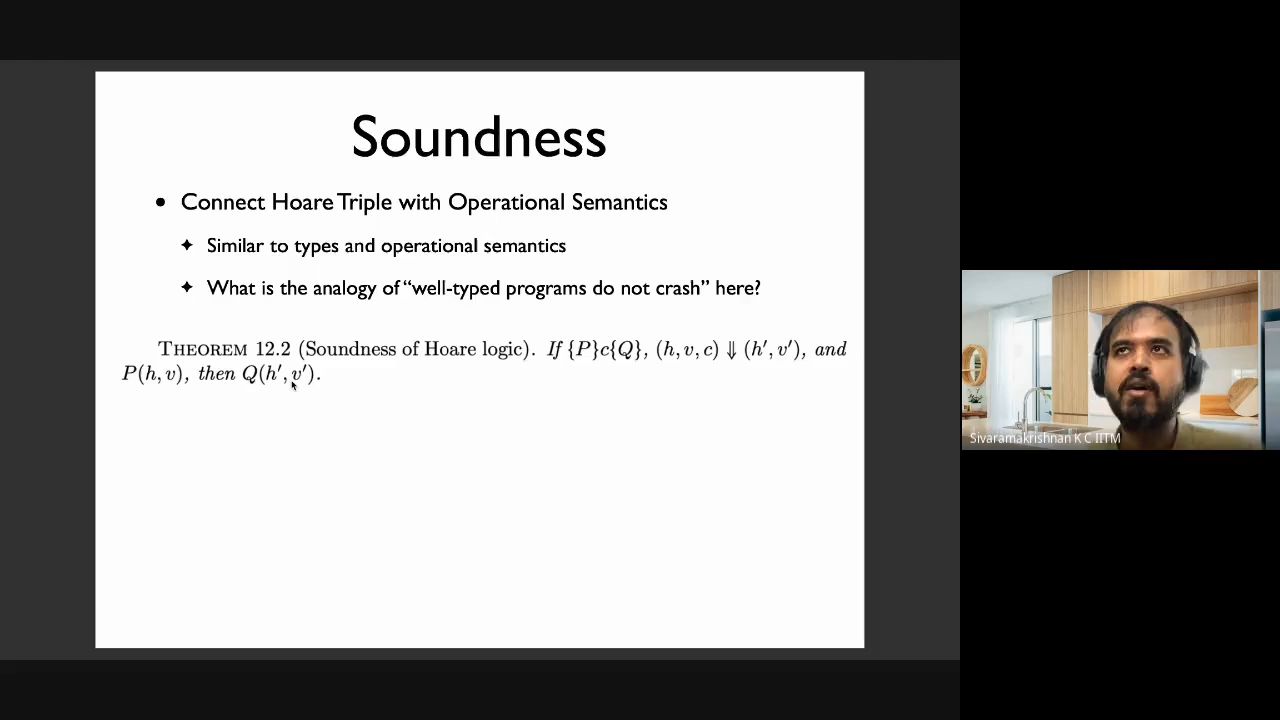 Soundness
• Connect Hoare Triple with Operational Semantics
✦ Similar to types and operational semantics
✦ What is the analogy of “well-typed programs do not crash” here?
THEOREM 12.2 (Soundness of Hoare logic). If {P}c{Q}, (h, v, c) ⇓ (h′, v′), and
P(h, v), then Q(h′, v′).
Sivaramakrishnan K C IITM